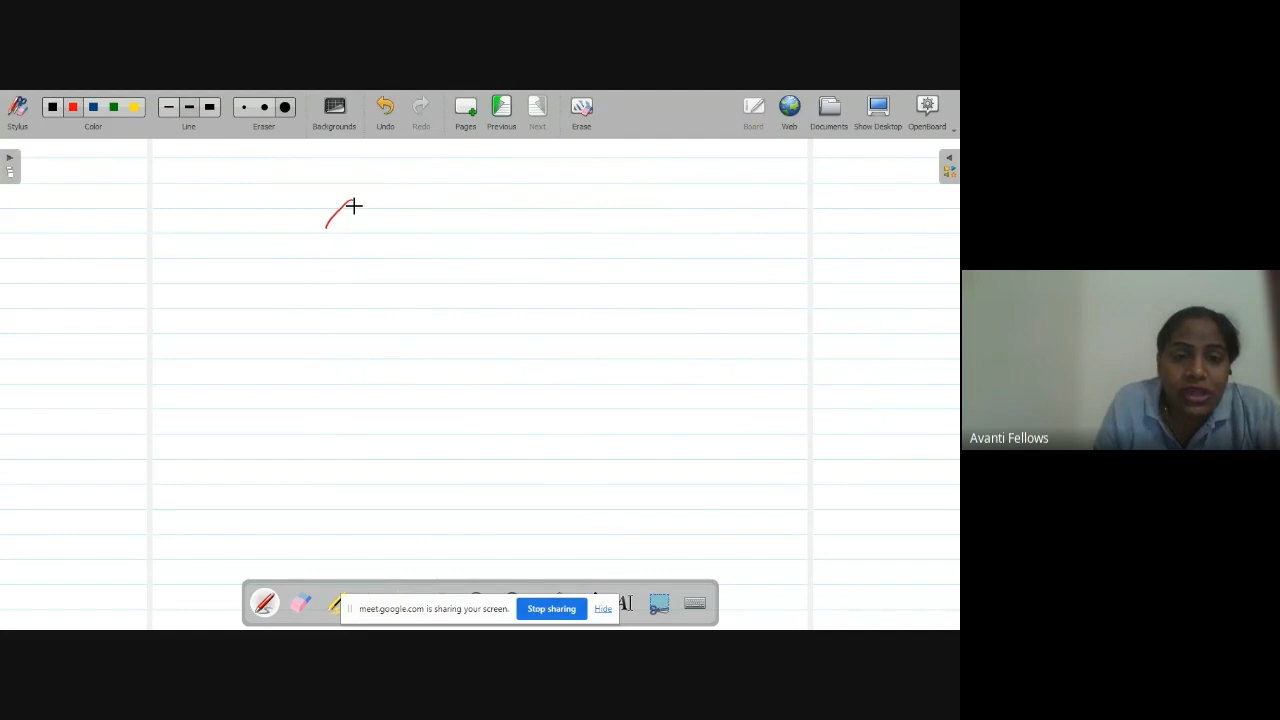 Stylus Color Line Eraser Backgrounds Undo Redo Pages Previous Next Erase Board Web Documents Show Desktop OpenBoard
Avanti Fellows
meet.google.com is sharing your screen. Stop sharing Hide
AI